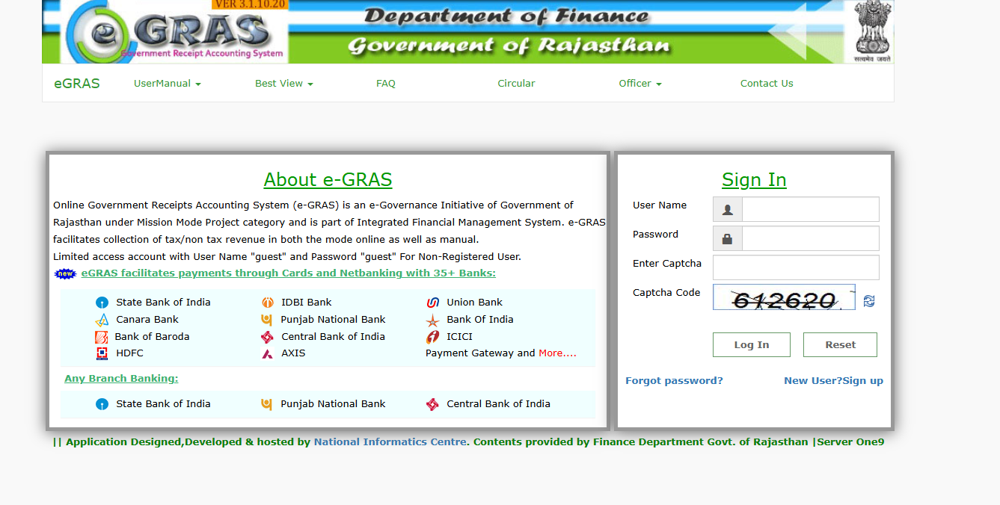 VER 3.1.10.20
e GRAS
Government Receipt Accounting System
Department of Finance
Government of Rajasthan
सत्यमेव जयते
eGRAS UserManual Best View FAQ Circular Officer Contact Us
About e-GRAS
Online Government Receipts Accounting System (e-GRAS) is an e-Governance Initiative of Government of
Rajasthan under Mission Mode Project category and is part of Integrated Financial Management System. e-GRAS
facilitates collection of tax/non tax revenue in both the mode online as well as manual.
Limited access account with User Name "guest" and Password "guest" For Non-Registered User.
new eGRAS facilitates payments through Cards and Netbanking with 35+ Banks:
State Bank of India IDBI Bank Union Bank
Canara Bank Punjab National Bank Bank Of India
Bank of Baroda Central Bank of India ICICI
HDFC AXIS Payment Gateway and More....
Any Branch Banking:
State Bank of India Punjab National Bank Central Bank of India
Sign In
User Name
Password
Enter Captcha
Captcha Code 612620
Log In Reset
Forgot password? New User?Sign up
|| Application Designed,Developed & hosted by National Informatics Centre. Contents provided by Finance Department Govt. of Rajasthan |Server One9